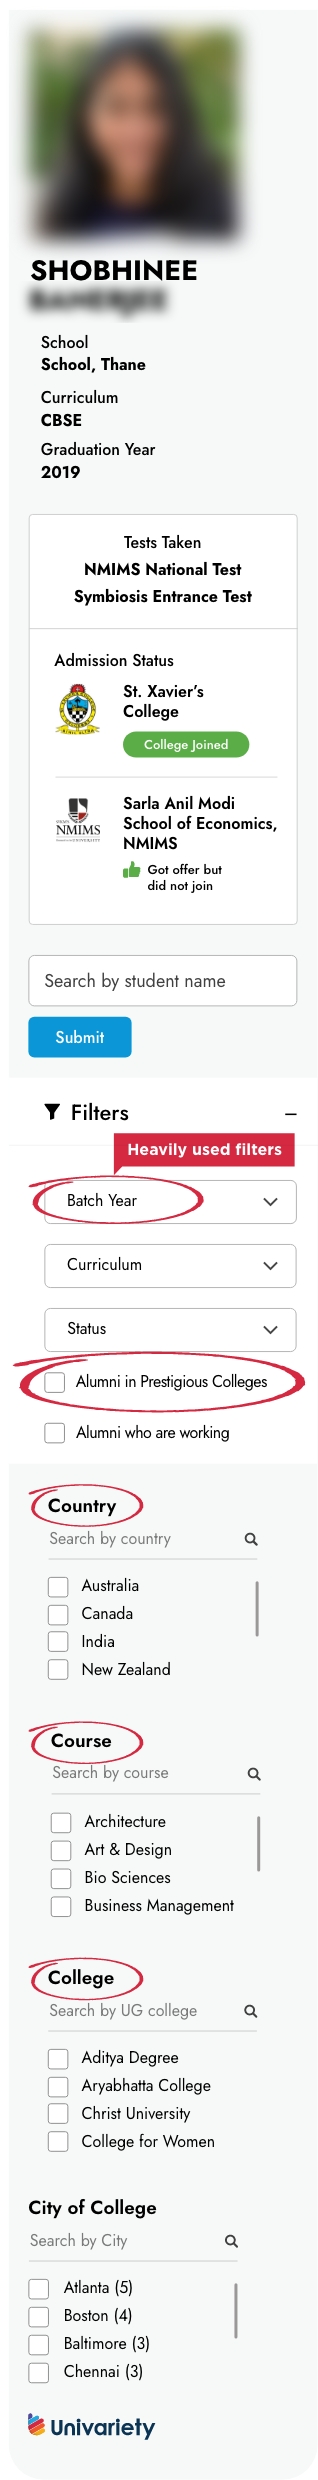 SHOBHINEE
School
School, Thane
Curriculum
CBSE
Graduation Year
2019
Tests Taken
NMIMS National Test
Symbiosis Entrance Test
Admission Status
St. Xavier's
College
College Joined
Sarla Anil Modi
School of Economics,
NMIMS
NMIMS
Got offer but
did not join
Search by student name
Submit
Filters
Heavily used filters
Batch Year
Curriculum
Status
Alumni in Prestigious Colleges
Alumni who are working
Country
Search by country
Australia
Canada
India
New Zealand
Course
Search by course
Architecture
Art & Design
Bio Sciences
Business Management
College
Search by UG college
Aditya Degree
Aryabhatta College
Christ University
College for Women
City of College
Search by City
Atlanta (5)
Boston (4)
Baltimore (3)
Chennai (3)
Univariety